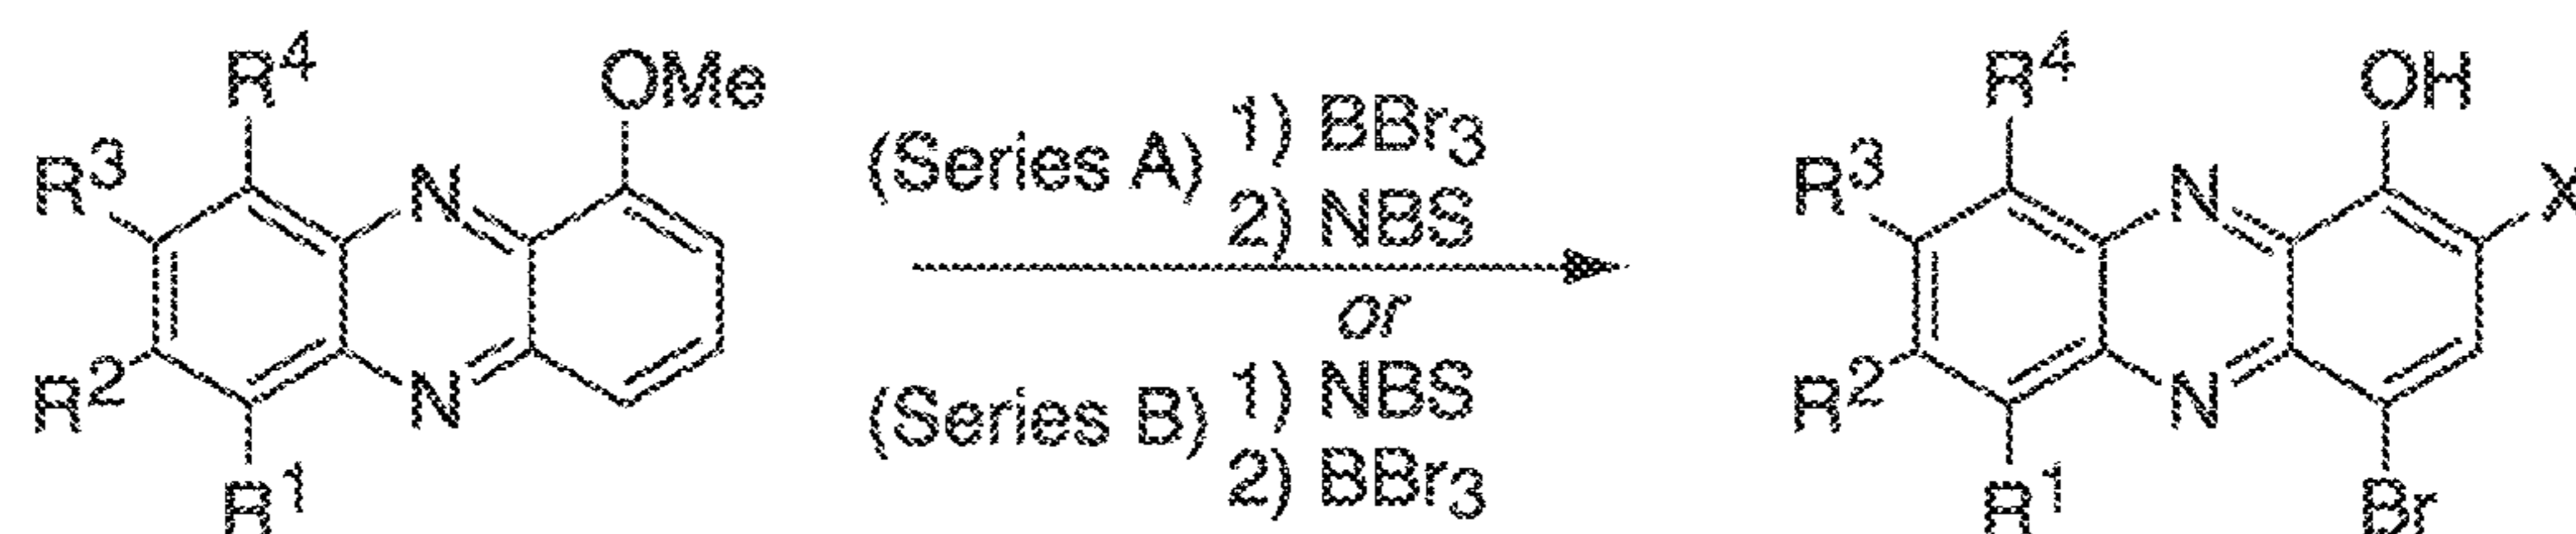 R4 OMe
R3 N
R2 N
R1
(Series A) 1) BBr3
2) NBS
or
(Series B) 1) NBS
2) BBr3
R4 OH
R3 N X
R2 N
R1 Br